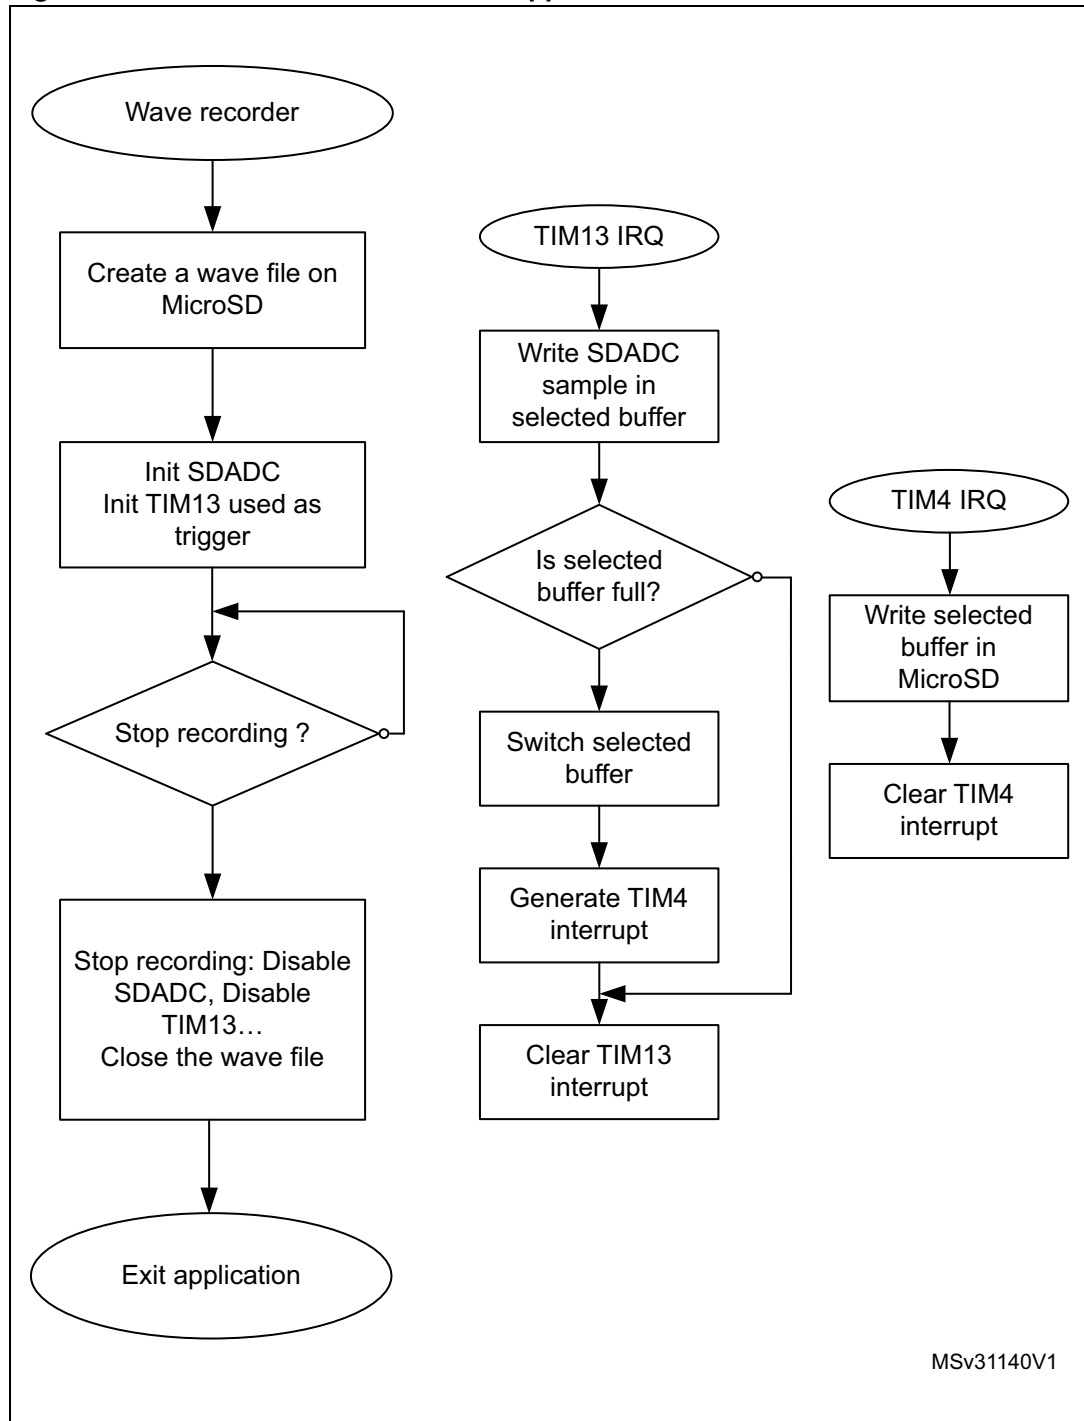 Wave recorder
Create a wave file on
MicroSD
Init SDADC
Init TIM13 used as
trigger
Stop recording ?
Stop recording: Disable
SDADC, Disable
TIM13…
Close the wave file
Exit application
TIM13 IRQ
Write SDADC
sample in
selected buffer
Is selected
buffer full?
Switch selected
buffer
Generate TIM4
interrupt
Clear TIM13
interrupt
TIM4 IRQ
Write selected
buffer in
MicroSD
Clear TIM4
interrupt
MSv31140V1